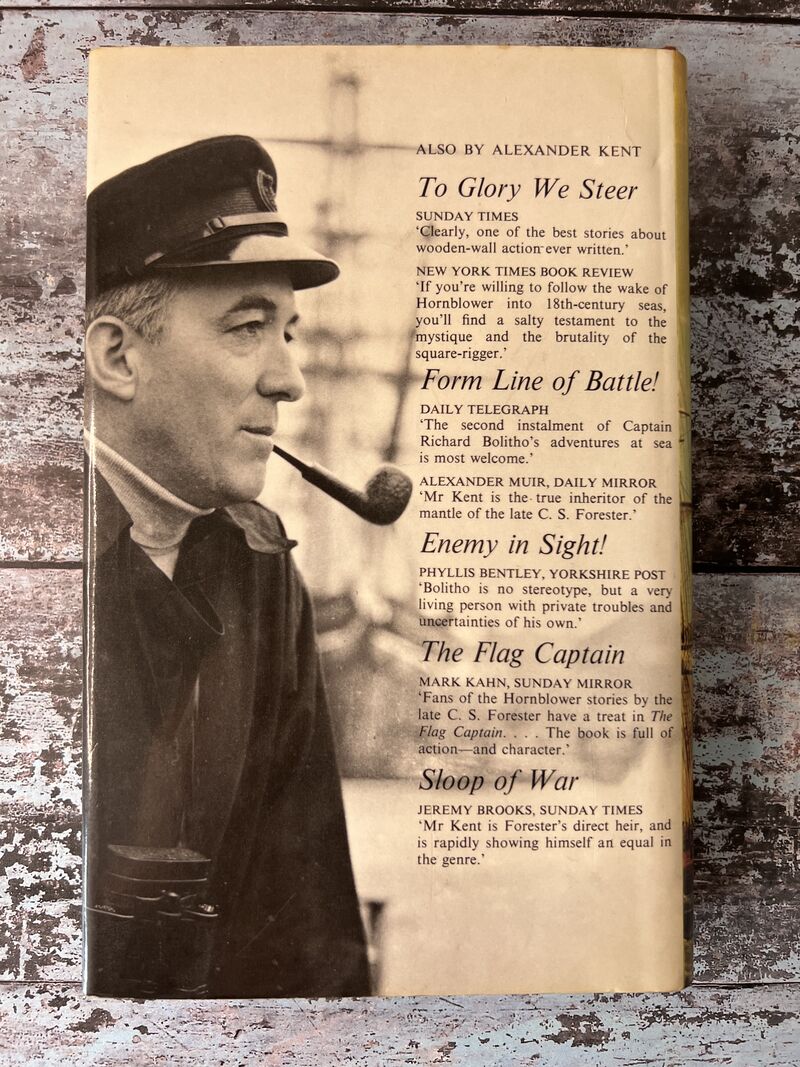 ALSO BY ALEXANDER KENT
To Glory We Steer
SUNDAY TIMES
‘Clearly, one of the best stories about
wooden-wall action ever written.’
NEW YORK TIMES BOOK REVIEW
‘If you’re willing to follow the wake of
Hornblower into 18th-century seas,
you’ll find a salty testament to the
mystique and the brutality of the
square-rigger.’
Form Line of Battle!
DAILY TELEGRAPH
‘The second instalment of Captain
Richard Bolitho’s adventures at sea
is most welcome.’
ALEXANDER MUIR, DAILY MIRROR
‘Mr Kent is the true inheritor of the
mantle of the late C. S. Forester.’
Enemy in Sight!
PHYLLIS BENTLEY, YORKSHIRE POST
‘Bolitho is no stereotype, but a very
living person with private troubles and
uncertainties of his own.’
The Flag Captain
MARK KAHN, SUNDAY MIRROR
‘Fans of the Hornblower stories by the
late C. S. Forester have a treat in The
Flag Captain. . . . The book is full of
action—and character.’
Sloop of War
JEREMY BROOKS, SUNDAY TIMES
‘Mr Kent is Forester’s direct heir, and
is rapidly showing himself an equal in
the genre.’